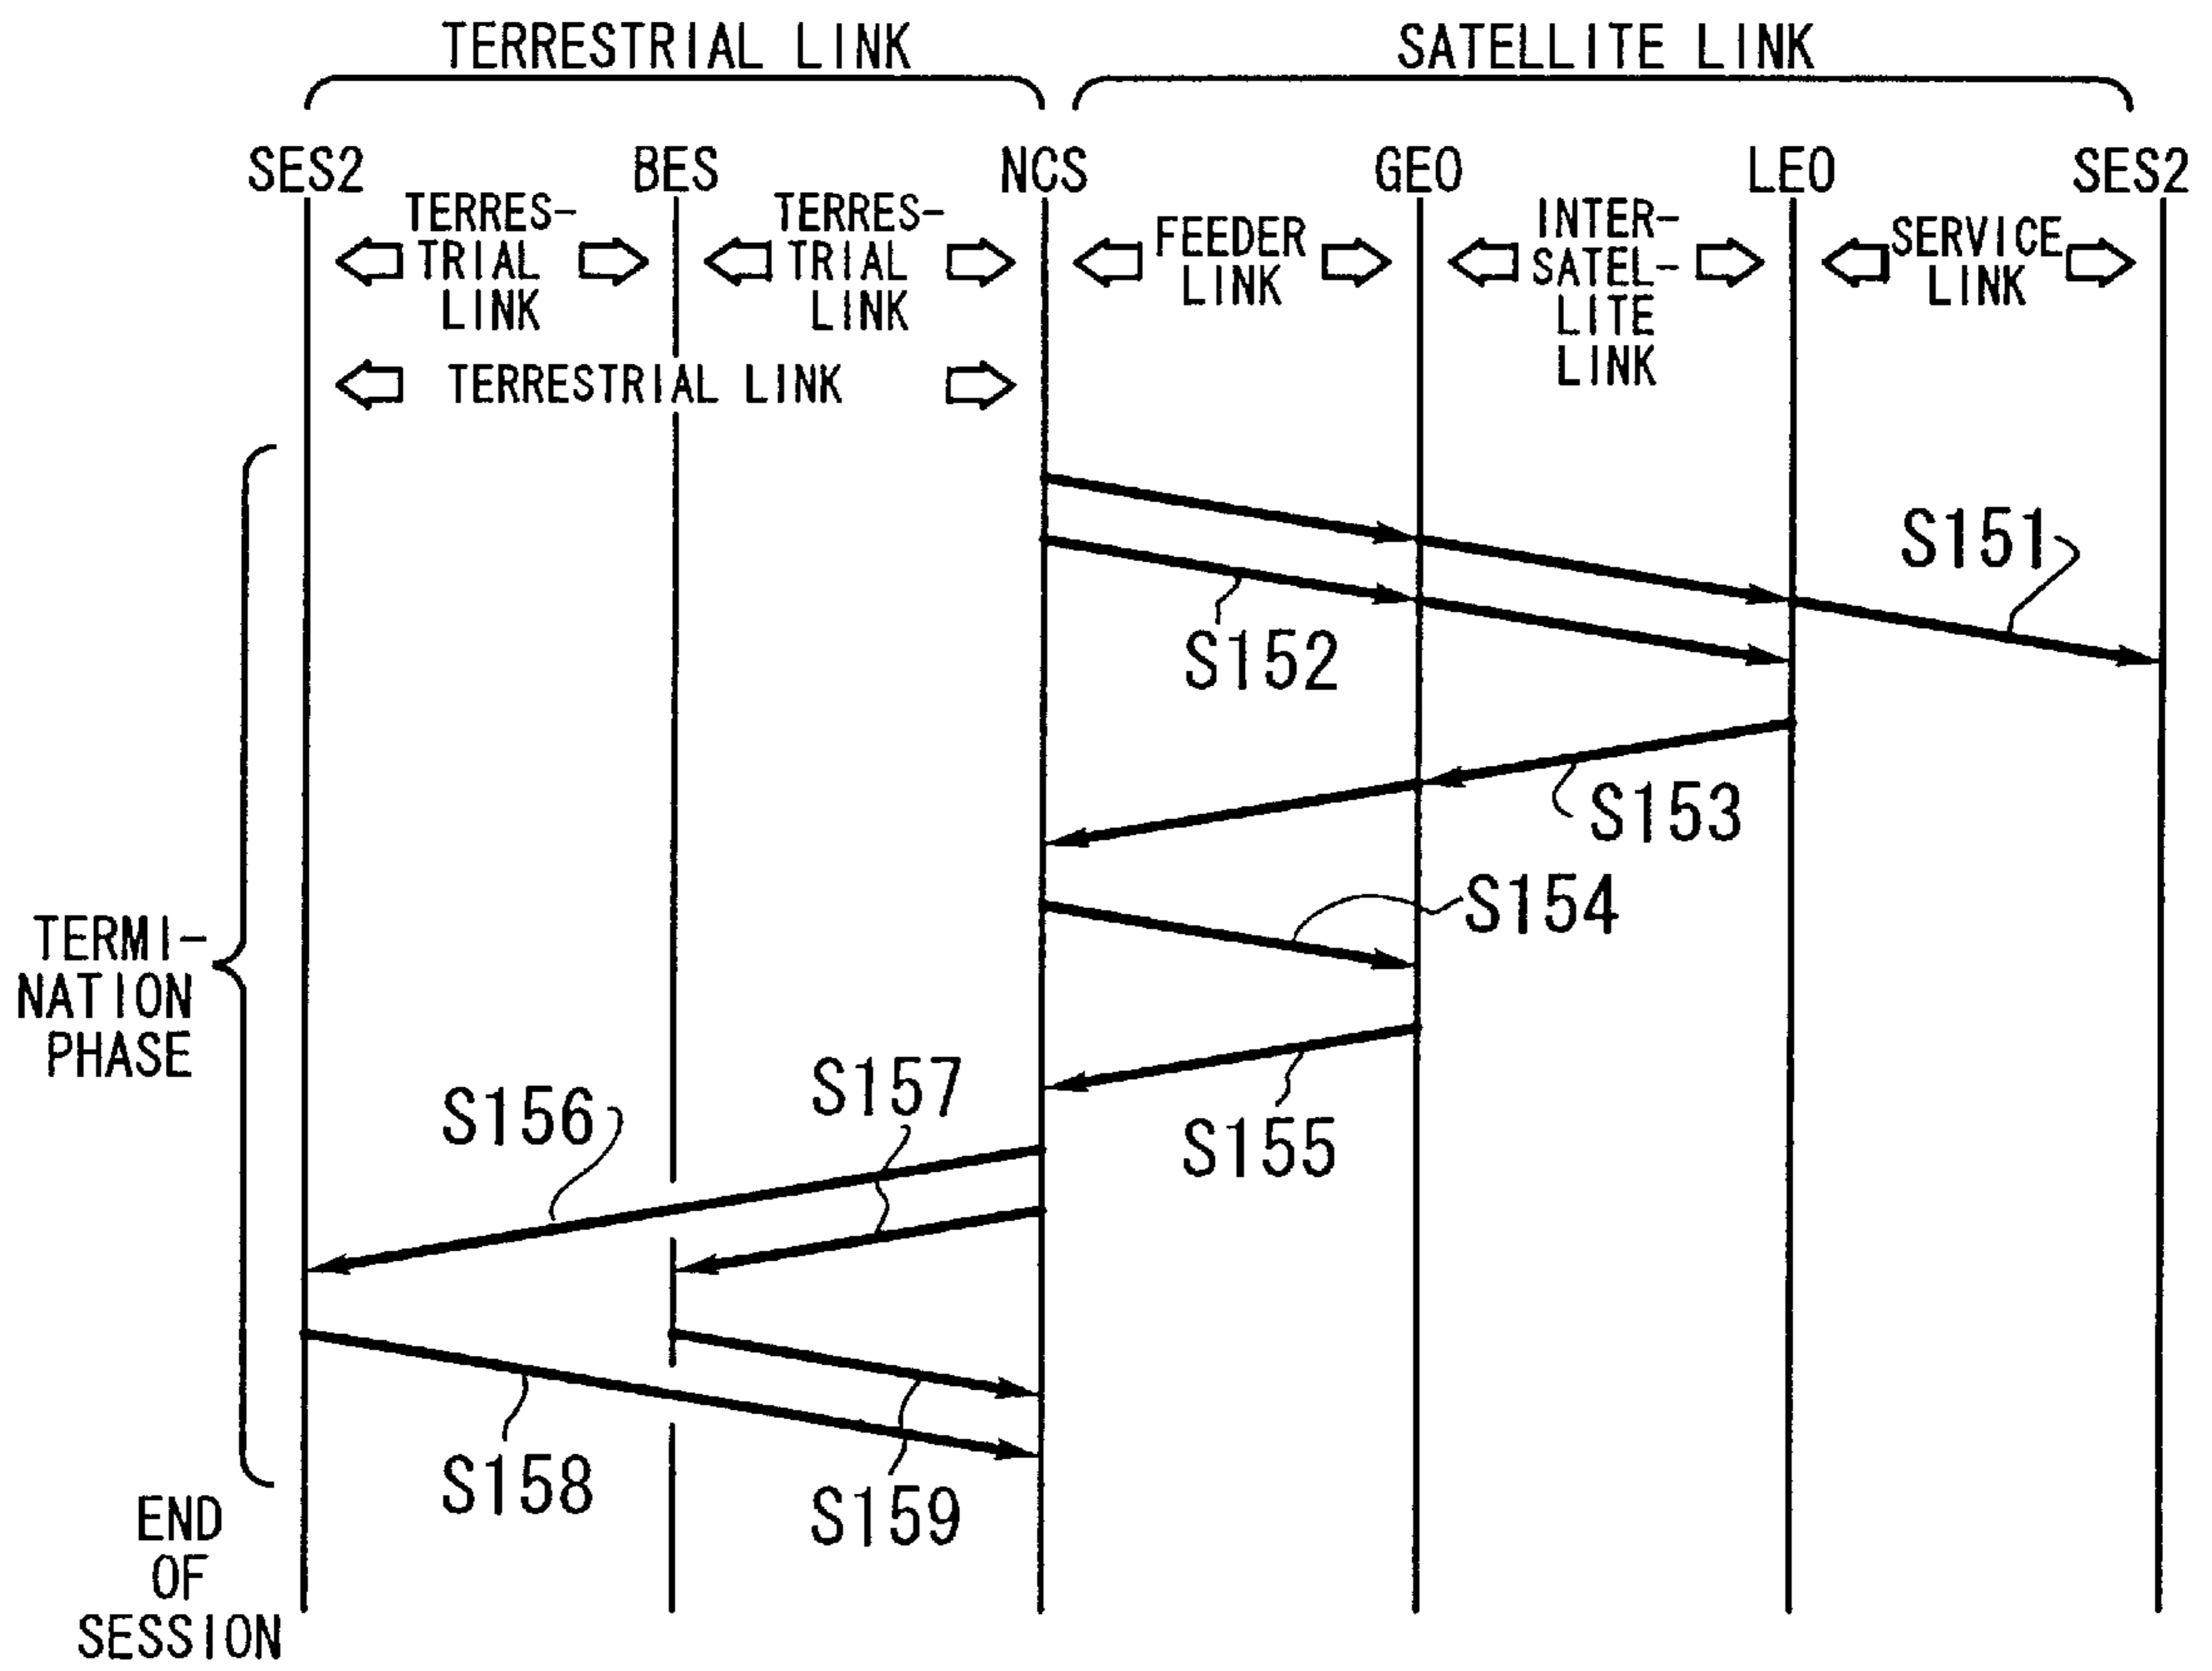 TERRESTRIAL LINK
SATELLITE LINK
SES2
BES
NCS
GEO
LEO
SES2
TERRES-
TRIAL
LINK
TERRES-
TRIAL
LINK
FEEDER
LINK
INTER-
SATEL-
LITE
LINK
SERVICE
LINK
TERRESTRIAL LINK
S151
S152
S153
S154
TERMI-
NATION
PHASE
S155
S157
S156
S158
S159
END
OF
SESSION